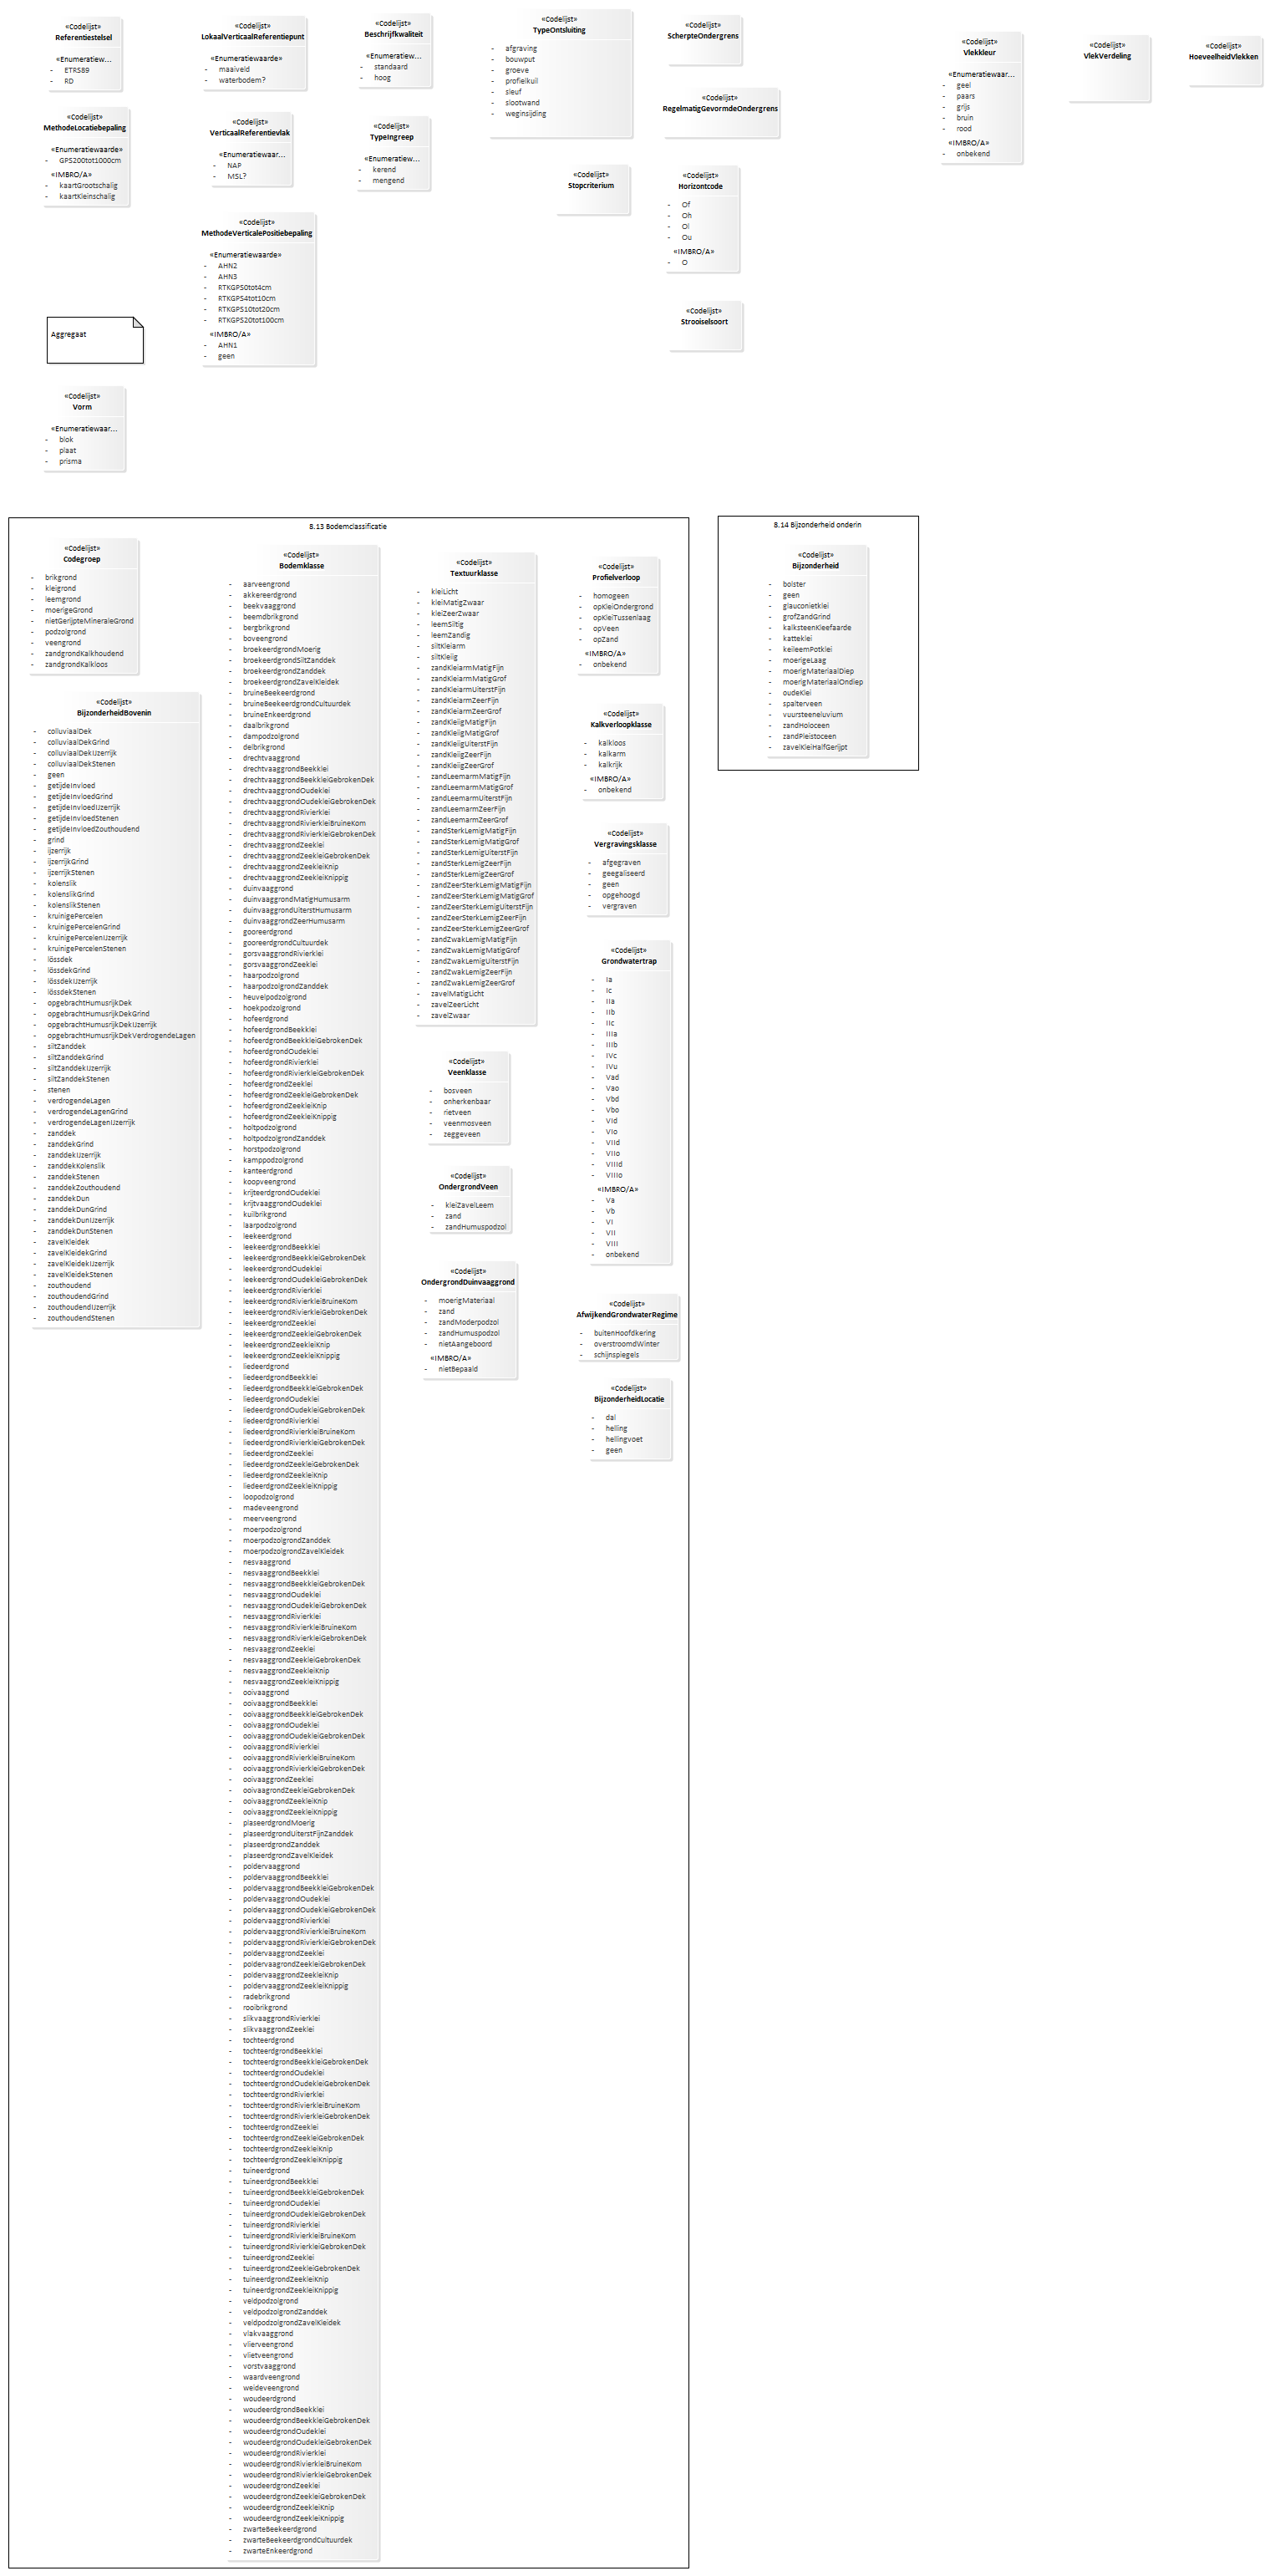 «Codelijst»
Referentiestelsel
«Enumeratiew...
- ETRS89
- RD
«Codelijst»
LokaalVerticaalReferentiepunt
«Enumeratiewaarde»
- maaiveld
- waterbodem?
«Codelijst»
Beschrijfkwaliteit
«Enumeratiew...
- standaard
- hoog
«Codelijst»
TypeOntsluiting
- afgraving
- bouwput
- groeve
- profielkuil
- sleuf
- slootwand
- weginsijding
«Codelijst»
ScherpteOndergrens
«Codelijst»
Vlekkleur
«Enumeratiewaar...
- geel
- paars
- grijs
- bruin
- rood
«IMBRO/A»
- onbekend
«Codelijst»
VlekVerdeling
«Codelijst»
HoeveelheidVlekken
«Codelijst»
MethodeLocatiebepaling
«Enumeratiewaarde»
- GPS200tot1000cm
«IMBRO/A»
- kaartGrootschalig
- kaartKleinschalig
«Codelijst»
VerticaalReferentievlak
«Enumeratiewaar...
- NAP
- MSL?
«Codelijst»
TypeIngreep
«Enumeratiew...
- kerend
- mengend
«Codelijst»
RegelmatigGevormdeOndergrens
«Codelijst»
Stopcriterium
«Codelijst»
Horizontcode
- Of
- Oh
- Ol
- Ou
«IMBRO/A»
- O
«Codelijst»
MethodeVerticalePositiebepaling
«Enumeratiewaarde»
- AHN2
- AHN3
- RTKGPS0tot4cm
- RTKGPS4tot10cm
- RTKGPS10tot20cm
- RTKGPS20tot100cm
«IMBRO/A»
- AHN1
- geen
«Codelijst»
Strooiselsoort
Aggregaat
«Codelijst»
Vorm
«Enumeratiewaar...
- blok
- plaat
- prisma
8.13 Bodemclassificatie
«Codelijst»
Codegroep
- brikgrond
- kleigrond
- leemgrond
- moerigeGrond
- nietGerijpteMineraleGrond
- podzolgrond
- veengrond
- zandgrondKalkhoudend
- zandgrondKalkloos
«Codelijst»
BijzonderheidBovenin
- colluviaalDek
- colluviaalDekGrind
- colluviaalDekIJzerrijk
- colluviaalDekStenen
- geen
- getijdeInvloed
- getijdeInvloedGrind
- getijdeInvloedIJzerrijk
- getijdeInvloedStenen
- getijdeInvloedZouthoudend
- grind
- ijzerrijk
- ijzerrijkGrind
- ijzerrijkStenen
- kolenslik
- kolenslikGrind
- kolenslikStenen
- kruinigePercelen
- kruinigePercelenGrind
- kruinigePercelenIJzerrijk
- kruinigePercelenStenen
- lössdek
- lössdekGrind
- lössdekIJzerrijk
- lössdekStenen
- opgebrachtHumusrijkDek
- opgebrachtHumusrijkDekGrind
- opgebrachtHumusrijkDekIJzerrijk
- opgebrachtHumusrijkDekVerdrogendeLagen
- siltZanddek
- siltZanddekGrind
- siltZanddekIJzerrijk
- siltZanddekStenen
- stenen
- verdrogendeLagen
- verdrogendeLagenGrind
- verdrogendeLagenIJzerrijk
- zanddek
- zanddekGrind
- zanddekIJzerrijk
- zanddekKolenslik
- zanddekStenen
- zanddekZouthoudend
- zanddekDun
- zanddekDunGrind
- zanddekDunIJzerrijk
- zanddekDunStenen
- zavelKleidek
- zavelKleidekGrind
- zavelKleidekIJzerrijk
- zavelKleidekStenen
- zouthoudend
- zouthoudendGrind
- zouthoudendIJzerrijk
- zouthoudendStenen
«Codelijst»
Bodemklasse
- aarveengrond
- akkereerdgrond
- beekvaaggrond
- beemdbrikgrond
- bergbrikgrond
- boveengrond
- broekeerdgrondMoerig
- broekeerdgrondSiltZanddek
- broekeerdgrondZanddek
- broekeerdgrondZavelKleidek
- bruineBeekeerdgrond
- bruineBeekeerdgrondCultuurdek
- bruineEnkeerdgrond
- daalbrikgrond
- dampodzolgrond
- delbrikgrond
- drechtvaaggrond
- drechtvaaggrondBeekklei
- drechtvaaggrondBeekkleiGebrokenDek
- drechtvaaggrondOudeklei
- drechtvaaggrondOudekleiGebrokenDek
- drechtvaaggrondRivierklei
- drechtvaaggrondRivierkleiBruineKom
- drechtvaaggrondRivierkleiGebrokenDek
- drechtvaaggrondZeeklei
- drechtvaaggrondZeekleiGebrokenDek
- drechtvaaggrondZeekleiKnip
- drechtvaaggrondZeekleiKnippig
- duinvaaggrond
- duinvaaggrondMatigHumusarm
- duinvaaggrondUiterstHumusarm
- duinvaaggrondZeerHumusarm
- gooreerdgrond
- gooreerdgrondCultuurdek
- gorsvaaggrondRivierklei
- gorsvaaggrondZeeklei
- haarpodzolgrond
- haarpodzolgrondZanddek
- heuvelpodzolgrond
- hoekpodzolgrond
- hofeerdgrond
- hofeerdgrondBeekklei
- hofeerdgrondBeekkleiGebrokenDek
- hofeerdgrondOudeklei
- hofeerdgrondRivierklei
- hofeerdgrondRivierkleiGebrokenDek
- hofeerdgrondZeeklei
- hofeerdgrondZeekleiGebrokenDek
- hofeerdgrondZeekleiKnip
- hofeerdgrondZeekleiKnippig
- holtpodzolgrond
- holtpodzolgrondZanddek
- horstpodzolgrond
- kamppodzolgrond
- kanteerdgrond
- koopveengrond
- krijteerdgrondOudeklei
- krijtvaaggrondOudeklei
- kuilbrikgrond
- laarpodzolgrond
- leekeerdgrond
- leekeerdgrondBeekklei
- leekeerdgrondBeekkleiGebrokenDek
- leekeerdgrondOudeklei
- leekeerdgrondOudekleiGebrokenDek
- leekeerdgrondRivierklei
- leekeerdgrondRivierkleiBruineKom
- leekeerdgrondRivierkleiGebrokenDek
- leekeerdgrondZeeklei
- leekeerdgrondZeekleiGebrokenDek
- leekeerdgrondZeekleiKnip
- leekeerdgrondZeekleiKnippig
- liedeerdgrond
- liedeerdgrondBeekklei
- liedeerdgrondBeekkleiGebrokenDek
- liedeerdgrondOudeklei
- liedeerdgrondOudekleiGebrokenDek
- liedeerdgrondRivierklei
- liedeerdgrondRivierkleiBruineKom
- liedeerdgrondRivierkleiGebrokenDek
- liedeerdgrondZeeklei
- liedeerdgrondZeekleiGebrokenDek
- liedeerdgrondZeekleiKnip
- liedeerdgrondZeekleiKnippig
- loopodzolgrond
- madeveengrond
- meerveengrond
- moerpodzolgrond
- moerpodzolgrondZanddek
- moerpodzolgrondZavelKleidek
- nesvaaggrond
- nesvaaggrondBeekklei
- nesvaaggrondBeekkleiGebrokenDek
- nesvaaggrondOudeklei
- nesvaaggrondOudekleiGebrokenDek
- nesvaaggrondRivierklei
- nesvaaggrondRivierkleiBruineKom
- nesvaaggrondRivierkleiGebrokenDek
- nesvaaggrondZeeklei
- nesvaaggrondZeekleiGebrokenDek
- nesvaaggrondZeekleiKnip
- nesvaaggrondZeekleiKnippig
- ooivaaggrond
- ooivaaggrondBeekklei
- ooivaaggrondBeekkleiGebrokenDek
- ooivaaggrondOudeklei
- ooivaaggrondOudekleiGebrokenDek
- ooivaaggrondRivierklei
- ooivaaggrondRivierkleiBruineKom
- ooivaaggrondRivierkleiGebrokenDek
- ooivaaggrondZeeklei
- ooivaagrondZeekleiGebrokenDek
- ooivaaggrondZeekleiKnip
- ooivaaggrondZeekleiKnippig
- plaseerdgrondMoerig
- plaseerdgrondUiterstFijnZanddek
- plaseerdgrondZanddek
- plaseerdgrondZavelKleidek
- poldervaaggrond
- poldervaaggrondBeekklei
- poldervaaggrondBeekkleiGebrokenDek
- poldervaaggrondOudeklei
- poldervaaggrondOudekleiGebrokenDek
- poldervaaggrondRivierklei
- poldervaaggrondRivierkleiBruineKom
- poldervaaggrondRivierkleiGebrokenDek
- poldervaaggrondZeeklei
- poldervaagrondZeekleiGebrokenDek
- poldervaaggrondZeekleiKnip
- poldervaaggrondZeekleiKnippig
- radebrikgrond
- rooibrikgrond
- slikvaaggrondRivierklei
- slikvaaggrondZeeklei
- tochteerdgrond
- tochteerdgrondBeekklei
- tochteerdgrondBeekkleiGebrokenDek
- tochteerdgrondOudeklei
- tochteerdgrondOudekleiGebrokenDek
- tochteerdgrondRivierklei
- tochteerdgrondRivierkleiBruineKom
- tochteerdgrondRivierkleiGebrokenDek
- tochteerdgrondZeeklei
- tochteerdgrondZeekleiGebrokenDek
- tochteerdgrondZeekleiKnip
- tochteerdgrondZeekleiKnippig
- tuineerdgrond
- tuineerdgrondBeekklei
- tuineerdgrondBeekkleiGebrokenDek
- tuineerdgrondOudeklei
- tuineerdgrondOudekleiGebrokenDek
- tuineerdgrondRivierklei
- tuineerdgrondRivierkleiBruineKom
- tuineerdgrondRivierkleiGebrokenDek
- tuineerdgrondZeeklei
- tuineerdgrondZeekleiGebrokenDek
- tuineerdgrondZeekleiKnip
- tuineerdgrondZeekleiKnippig
- veldpodzolgrond
- veldpodzolgrondZanddek
- veldpodzolgrondZavelKleidek
- vlakvaaggrond
- vlierveengrond
- vlietveengrond
- vorstvaaggrond
- waardveengrond
- weideveengrond
- woudeerdgrond
- woudeerdgrondBeekklei
- woudeerdgrondBeekkleiGebrokenDek
- woudeerdgrondOudeklei
- woudeerdgrondOudekleiGebrokenDek
- woudeerdgrondRivierklei
- woudeerdgrondRivierkleiBruineKom
- woudeerdgrondRivierkleiGebrokenDek
- woudeerdgrondZeeklei
- woudeerdgrondZeekleiGebrokenDek
- woudeerdgrondZeekleiKnip
- woudeerdgrondZeekleiKnippig
- zwarteBeekeerdgrond
- zwarteBeekeerdgrondCultuurdek
- zwarteEnkeerdgrond
«Codelijst»
Textuurklasse
- kleiLicht
- kleiMatigZwaar
- kleiZeerZwaar
- leemSiltig
- leemZandig
- siltKleiarm
- siltKleiig
- zandKleiarmMatigFijn
- zandKleiarmMatigGrof
- zandKleiarmUiterstFijn
- zandKleiarmZeerFijn
- zandKleiarmZeerGrof
- zandKleiigMatigFijn
- zandKleiigMatigGrof
- zandKleiigUiterstFijn
- zandKleiigZeerFijn
- zandKleiigZeerGrof
- zandLeemarmMatigFijn
- zandLeemarmMatigGrof
- zandLeemarmUiterstFijn
- zandLeemarmZeerFijn
- zandLeemarmZeerGrof
- zandSterkLemigMatigFijn
- zandSterkLemigMatigGrof
- zandSterkLemigUiterstFijn
- zandSterkLemigZeerFijn
- zandSterkLemigZeerGrof
- zandZeerSterkLemigMatigFijn
- zandZeerSterkLemigMatigGrof
- zandZeerSterkLemigUiterstFijn
- zandZeerSterkLemigZeerFijn
- zandZeerSterkLemigZeerGrof
- zandZwakLemigMatigFijn
- zandZwakLemigMatigGrof
- zandZwakLemigUiterstFijn
- zandZwakLemigZeerFijn
- zandZwakLemigZeerGrof
- zavelMatigLicht
- zavelZeerLicht
- zavelZwaar
«Codelijst»
Veenklasse
- bosveen
- onherkenbaar
- rietveen
- veenmosveen
- zeggeveen
«Codelijst»
OndergrondVeen
- kleiZavelLeem
- zand
- zandHumuspodzol
«Codelijst»
OndergrondDuinvaaggrond
- moerigMateriaal
- zand
- zandModerpodzol
- zandHumuspodzol
- nietAangeboord
«IMBRO/A»
- nietBepaald
«Codelijst»
Profielverloop
- homogeen
- opKleiOndergrond
- opKleiTussenlaag
- opVeen
- opZand
«IMBRO/A»
- onbekend
«Codelijst»
Kalkverloopklasse
- kalkloos
- kalkarm
- kalkrijk
«IMBRO/A»
- onbekend
«Codelijst»
Vergravingsklasse
- afgegraven
- geegaliseerd
- geen
- opgehoogd
- vergraven
«Codelijst»
Grondwatertrap
- Ia
- Ic
- IIa
- IIb
- IIc
- IIIa
- IIIb
- IVc
- IVu
- Vad
- Vao
- Vbd
- Vbo
- VId
- VIo
- VIId
- VIIo
- VIIId
- VIIIo
«IMBRO/A»
- Va
- Vb
- VI
- VII
- VIII
- onbekend
«Codelijst»
AfwijkendGrondwaterRegime
- buitenHoofdkering
- overstroomdWinter
- schijnspiegels
«Codelijst»
BijzonderheidLocatie
- dal
- helling
- hellingvoet
- geen
8.14 Bijzonderheid onderin
«Codelijst»
Bijzonderheid
- bolster
- geen
- glauconietklei
- grofZandGrind
- kalksteenKleefaarde
- katteklei
- keileemPotklei
- moerigeLaag
- moerigMateriaalDiep
- moerigMateriaalOndiep
- oudeKlei
- spalterveen
- vuursteeneluvium
- zandHoloceen
- zandPleistoceen
- zavelKleiHalfGerijpt